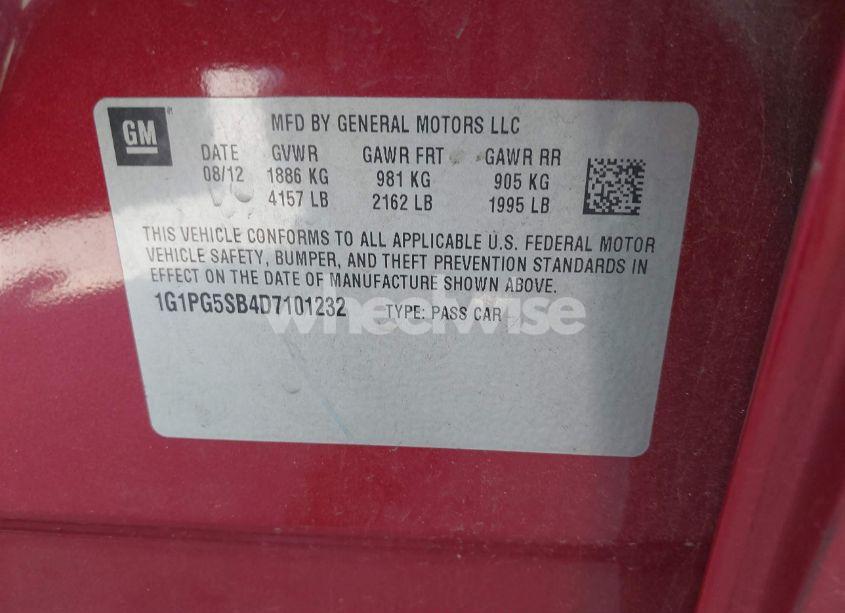 GM
MFD BY GENERAL MOTORS LLC
DATE GVWR GAWR FRT GAWR RR
08/12 1886 KG 981 KG 905 KG
4157 LB 2162 LB 1995 LB
THIS VEHICLE CONFORMS TO ALL APPLICABLE U.S. FEDERAL MOTOR
VEHICLE SAFETY, BUMPER, AND THEFT PREVENTION STANDARDS IN
EFFECT ON THE DATE OF MANUFACTURE SHOWN ABOVE.
1G1PG5SB4D7101232 TYPE: PASS CAR
wheelwise